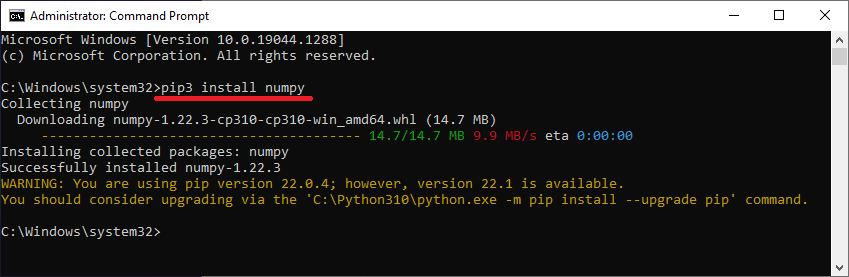 Administrator: Command Prompt
Microsoft Windows [Version 10.0.19044.1288]
(c) Microsoft Corporation. All rights reserved.
C:\Windows\system32>pip3 install numpy
Collecting numpy
Downloading numpy-1.22.3-cp310-cp310-win_amd64.whl (14.7 MB)
---------------------------------------- 14.7/14.7 MB 9.9 MB/s eta 0:00:00
Installing collected packages: numpy
Successfully installed numpy-1.22.3
WARNING: You are using pip version 22.0.4; however, version 22.1 is available.
You should consider upgrading via the 'C:\Python310\python.exe -m pip install --upgrade pip' command.
C:\Windows\system32>